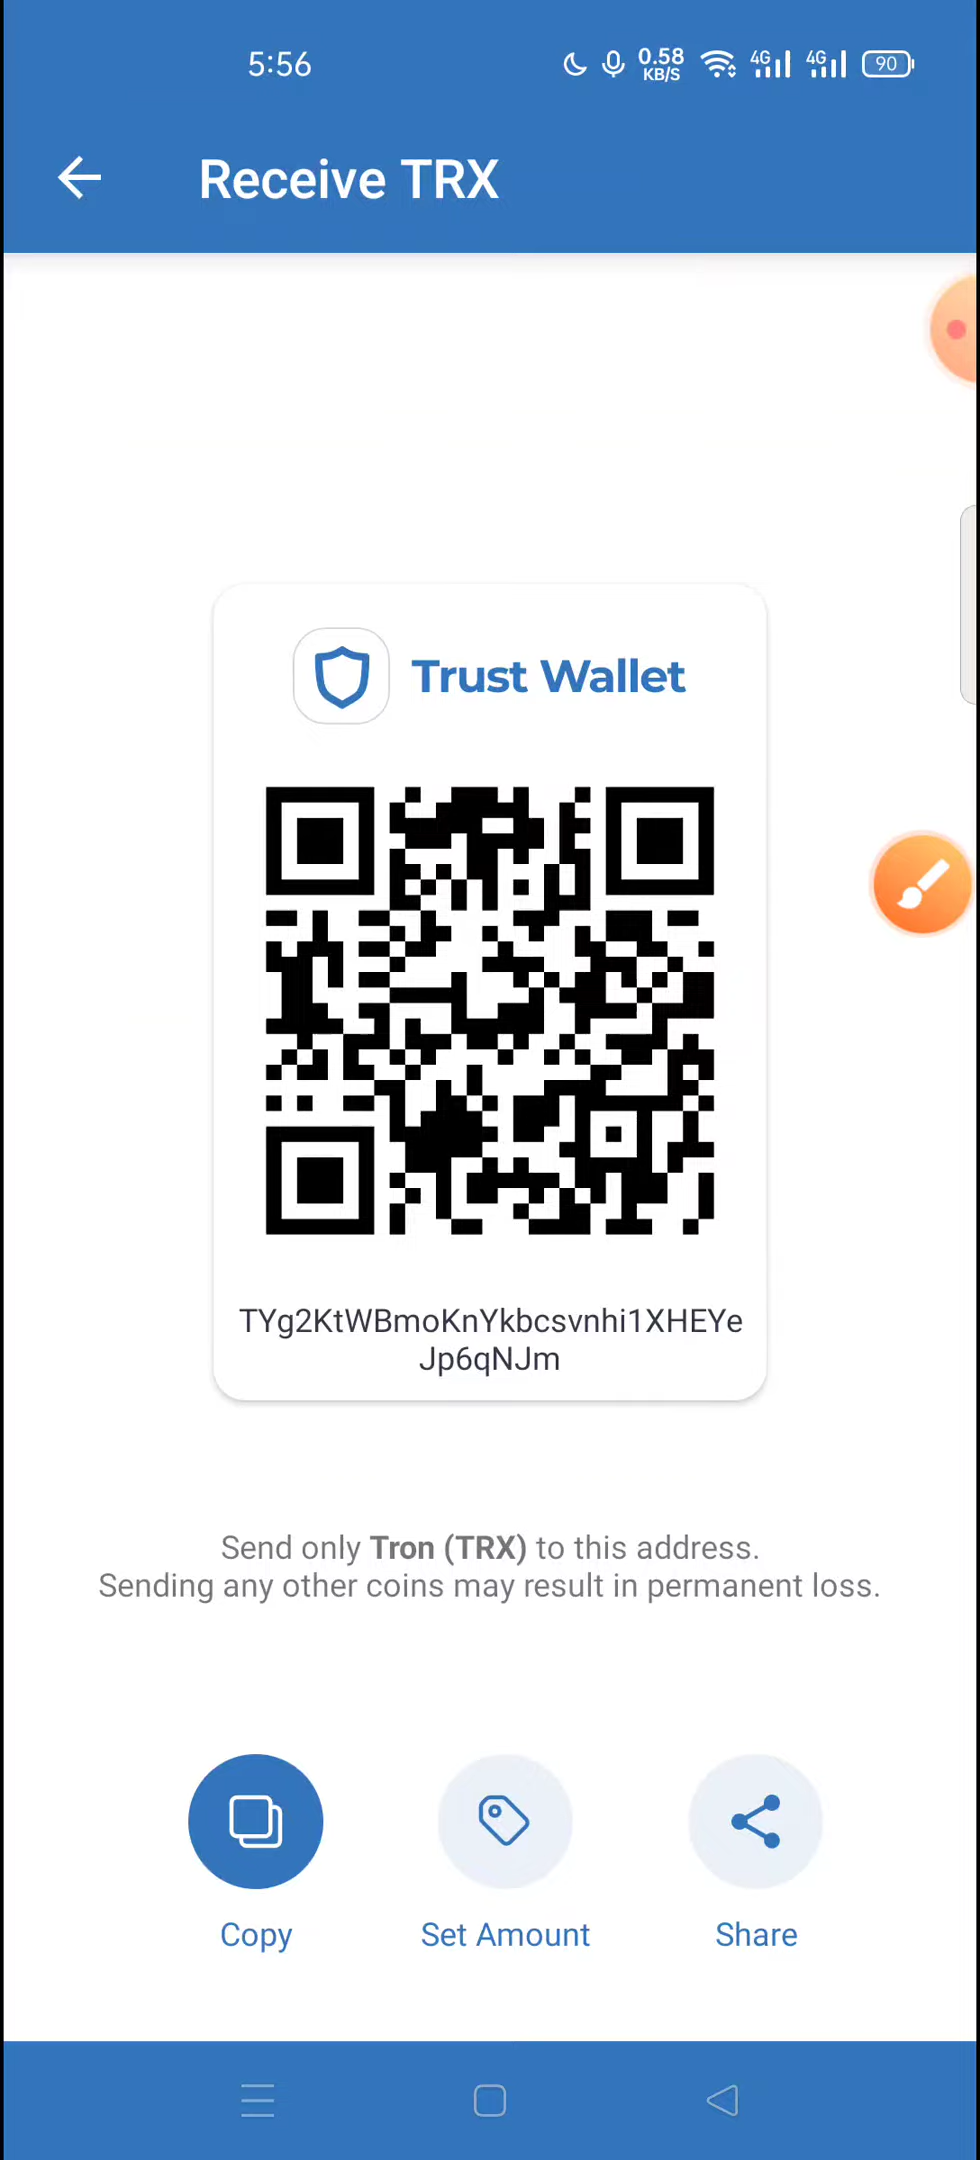 5:56
0.58
KB/S
4G
4G
90
Receive TRX
Trust Wallet
TYg2KtWBmoKnYkbcsvnhi1XHEYe
Jp6qNJm
Send only Tron (TRX) to this address.
Sending any other coins may result in permanent loss.
Copy
Set Amount
Share